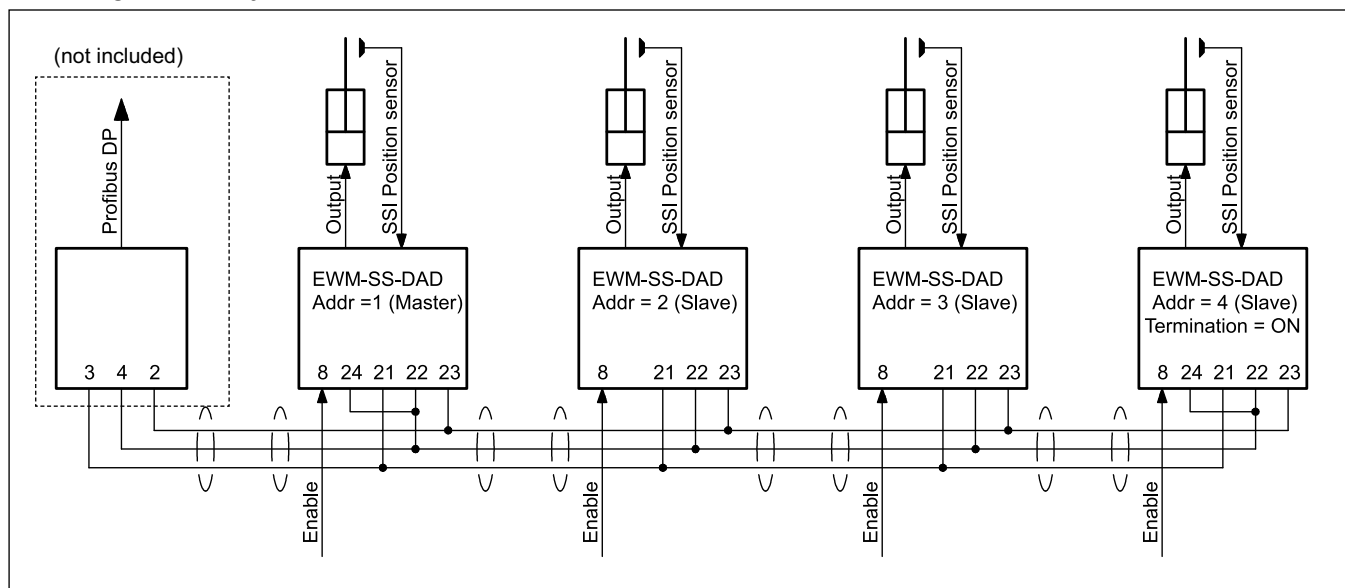 (not included)
Profibus DP
3 4 2
Output
SSI Position sensor
EWM-SS-DAD
Addr =1 (Master)
8 24 21 22 23
Enable
Output
SSI Position sensor
EWM-SS-DAD
Addr = 2 (Slave)
8 21 22 23
Enable
Output
SSI Position sensor
EWM-SS-DAD
Addr = 3 (Slave)
8 21 22 23
Enable
Output
SSI Position sensor
EWM-SS-DAD
Addr = 4 (Slave)
Termination = ON
8 24 21 22 23
Enable